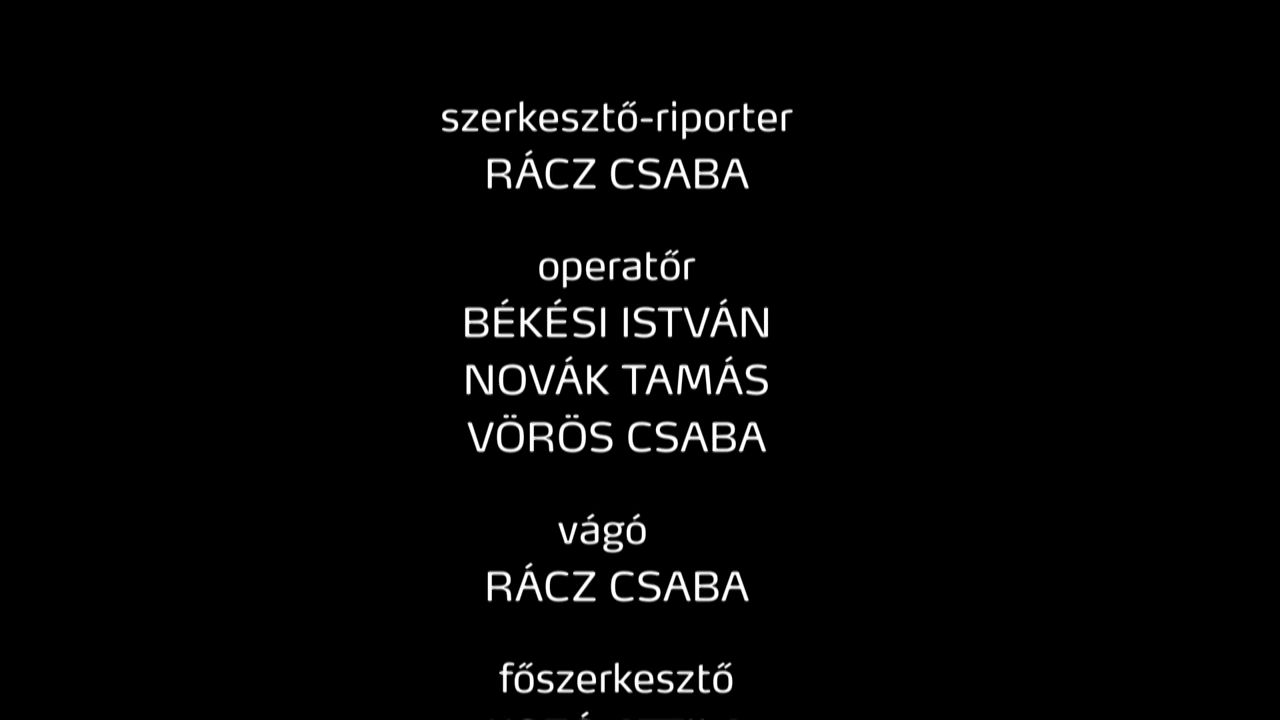 szerkesztő-riporter
RÁCZ CSABA
operatőr
BÉKÉSI ISTVÁN
NOVÁK TAMÁS
VÖRÖS CSABA
vágó
RÁCZ CSABA
főszerkesztő